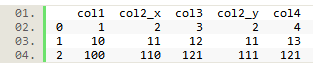 01. col1 col2_x col3 col2_y col4
02. 0 1 2 3 2 4
03. 1 10 11 12 11 13
04. 2 100 110 121 111 121